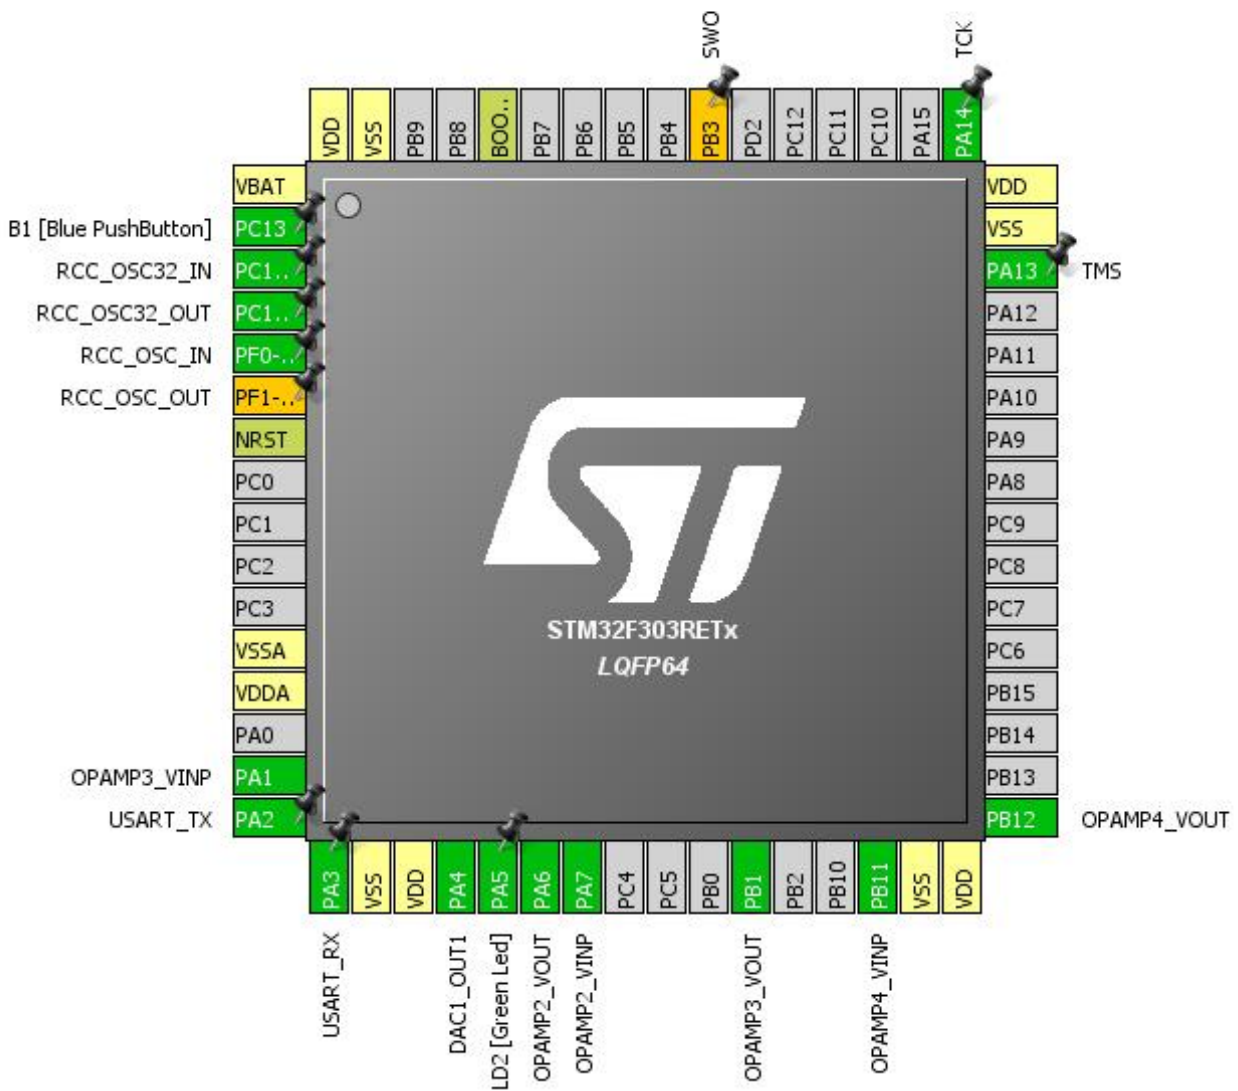 SWO
TCK
VDD
VSS
PB9
PB8
BOO..
PB7
PB6
PB5
PB4
PB3
PD2
PC12
PC11
PC10
PA15
PA14
VBAT
B1 [Blue PushButton] PC13
RCC_OSC32_IN PC1..
RCC_OSC32_OUT PC1..
RCC_OSC_IN PF0-..
RCC_OSC_OUT PF1-..
NRST
PC0
PC1
PC2
PC3
VSSA
VDDA
PA0
OPAMP3_VINP PA1
USART_TX PA2
ST
STM32F303RETx
LQFP64
VDD
VSS
PA13 TMS
PA12
PA11
PA10
PA9
PA8
PC9
PC8
PC7
PC6
PB15
PB14
PB13
PB12 OPAMP4_VOUT
PA3
VSS
VDD
PA4
PA5
PA6
PA7
PC4
PC5
PB0
PB1
PB2
PB10
PB11
VSS
VDD
USART_RX
DAC1_OUT1
LD2 [Green Led]
OPAMP2_VOUT
OPAMP2_VINP
OPAMP3_VOUT
OPAMP4_VINP